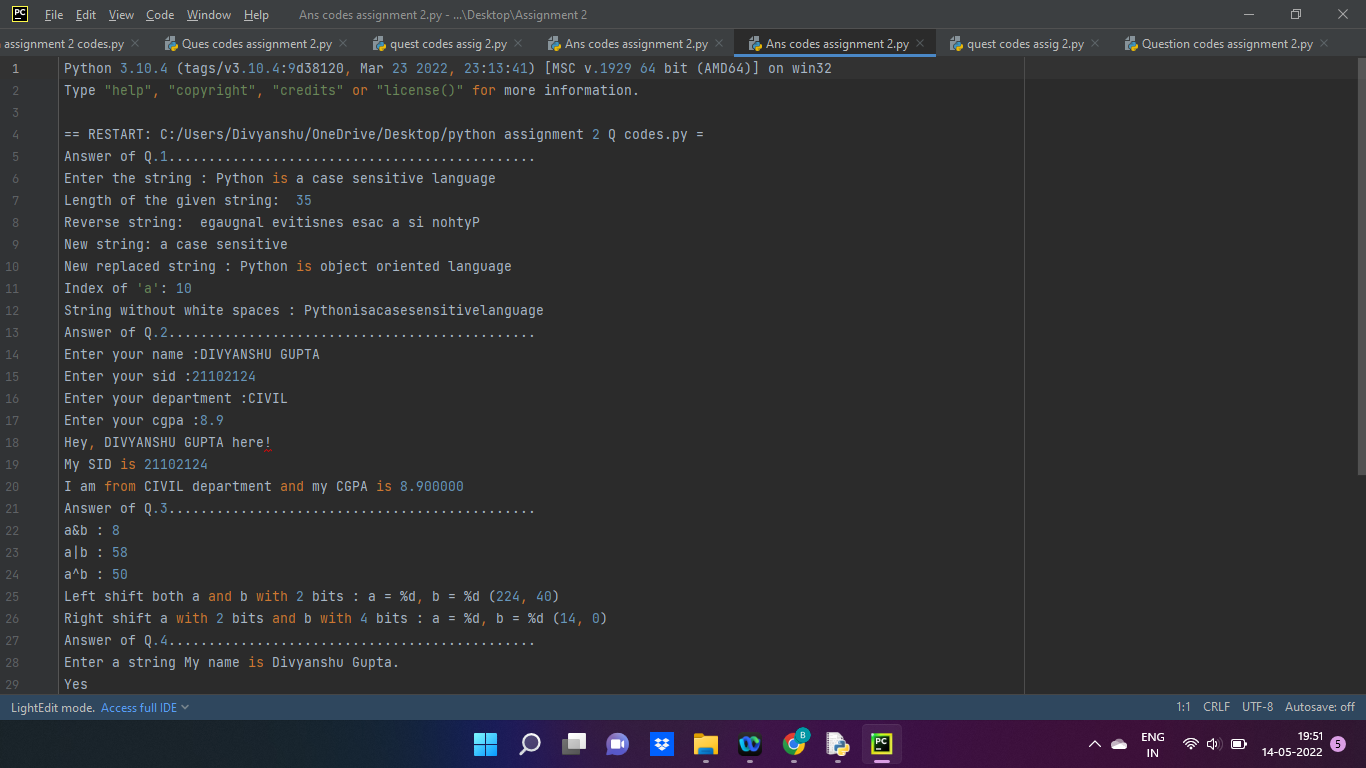 PC File Edit View Code Window Help Ans codes assignment 2.py - ...\Desktop\Assignment 2
assignment 2 codes.py Ques codes assignment 2.py quest codes assig 2.py Ans codes assignment 2.py Ans codes assignment 2.py quest codes assig 2.py Question codes assignment 2.py
1 Python 3.10.4 (tags/v3.10.4:9d38120, Mar 23 2022, 23:13:41) [MSC v.1929 64 bit (AMD64)] on win32
2 Type "help", "copyright", "credits" or "license()" for more information.
3
4 == RESTART: C:/Users/Divyanshu/OneDrive/Desktop/python assignment 2 Q codes.py =
5 Answer of Q.1..............................................
6 Enter the string : Python is a case sensitive language
7 Length of the given string:  35
8 Reverse string:  egaugnal evitisnes esac a si nohtyP
9 New string: a case sensitive
10 New replaced string : Python is object oriented language
11 Index of 'a': 10
12 String without white spaces : Pythonisacasesensitivelanguage
13 Answer of Q.2..............................................
14 Enter your name :DIVYANSHU GUPTA
15 Enter your sid :21102124
16 Enter your department :CIVIL
17 Enter your cgpa :8.9
18 Hey, DIVYANSHU GUPTA here!
19 My SID is 21102124
20 I am from CIVIL department and my CGPA is 8.900000
21 Answer of Q.3..............................................
22 a&b : 8
23 a|b : 58
24 a^b : 50
25 Left shift both a and b with 2 bits : a = %d, b = %d (224, 40)
26 Right shift a with 2 bits and b with 4 bits : a = %d, b = %d (14, 0)
27 Answer of Q.4..............................................
28 Enter a string My name is Divyanshu Gupta.
29 Yes
LightEdit mode. Access full IDE 1:1 CRLF UTF-8 Autosave: off
B PC ENG 19:51
IN 14-05-2022 5